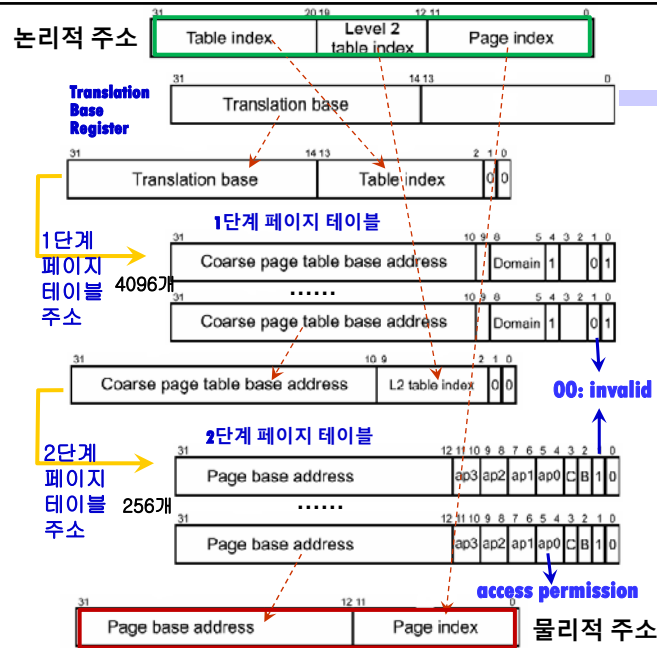 31 20 19 12 11 0
논리적 주소 Table index Level 2 table index Page index
31 14 13 0
Translation Base Register Translation base
31 14 13 2 1 0
Translation base Table index 0 0
1단계 페이지 테이블
31 10 9 8 5 4 3 2 1 0
1단계 페이지 테이블 주소
4096개
Coarse page table base address Domain 1 0 1
......
31 10 9 8 5 4 3 2 1 0
Coarse page table base address Domain 1 0 1
31 10 9 2 1 0
Coarse page table base address L2 table index 0 0
00: invalid
2단계 페이지 테이블
31 12 11 10 9 8 7 6 5 4 3 2 1 0
2단계 페이지 테이블 주소
256개
Page base address ap3 ap2 ap1 ap0 C B 1 0
......
31 12 11 10 9 8 7 6 5 4 3 2 1 0
Page base address ap3 ap2 ap1 ap0 C B 1 0
access permission
31 12 11 0
Page base address Page index 물리적 주소